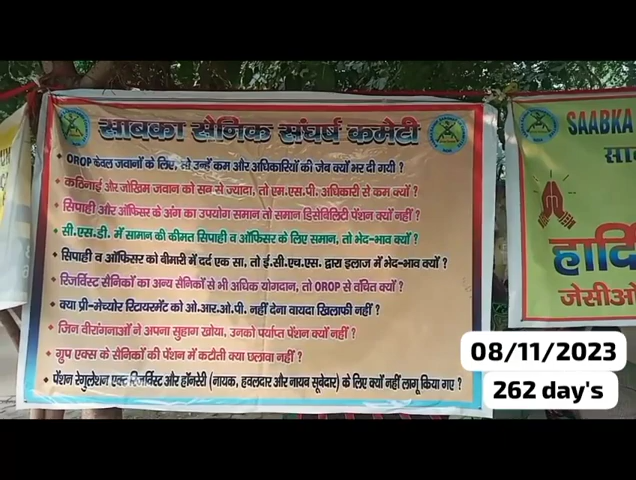 साबका सैनिक संघर्ष कमेटी
OROP केवल जवानों के लिए, तो उन्हें कम और अधिकारियों की जेब क्यों भर दी गयी ?
कठिनाई और जोखिम जवान को सब से ज्यादा, तो एम.एस.पी. अधिकारी से कम क्यों ?
सिपाही और ऑफिसर के अंग का उपयोग समान तो समान डिसेबिलिटी पेंशन क्यों नहीं ?
सी.एस.डी. में सामान की कीमत सिपाही व ऑफिसर के लिए समान, तो भेद-भाव क्यों ?
सिपाही व ऑफिसर को बीमारी में दर्द एक सा, तो ई.सी.एच.एस. द्वारा इलाज में भेद-भाव क्यों ?
रिजर्विस्ट सैनिकों का अन्य सैनिकों से भी अधिक योगदान, तो OROP से वंचित क्यों ?
क्या प्री-मेच्योर रिटायरमेंट को ओ.आर.ओ.पी. नहीं देना वायदा खिलाफी नहीं ?
जिन वीरांगनाओं ने अपना सुहाग खोया, उनको पर्याप्त पेंशन क्यों नहीं ?
ग्रुप एक्स के सैनिकों की पेंशन में कटौती क्या छलावा नहीं ?
पेंशन रेगुलेशन एक्ट रिजर्विस्ट और हॉनरेरी (नायक, हवलदार और नायब सूबेदार) के लिए क्यों नहीं लागू किया गए ?
SAABKA
हार्दि
जेसीओ
08/11/2023
262 day's